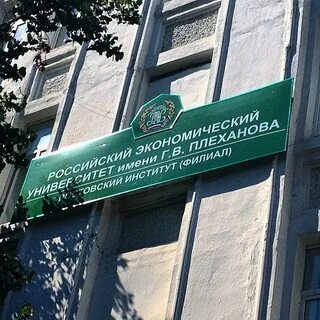 РОССИЙСКИЙ ЭКОНОМИЧЕСКИЙ
УНИВЕРСИТЕТ имени Г.В. ПЛЕХАНОВА
ИНСТИТУТ (ФИЛИАЛ)